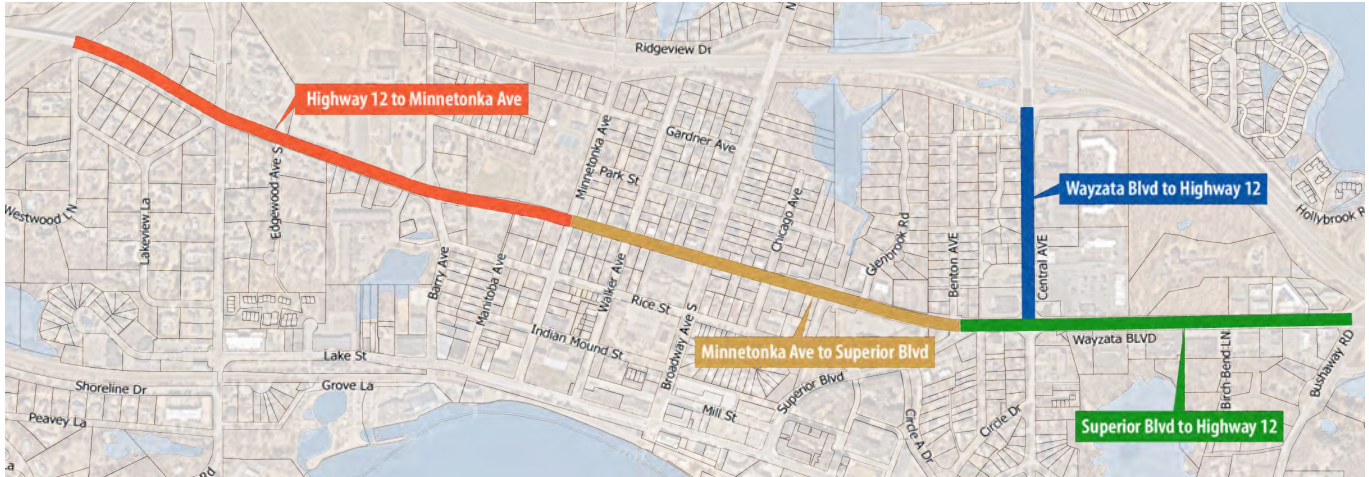 Ridgeview Dr
N
Highway 12 to Minnetonka Ave
Gardner Ave
Minnetonka Ave
Park St
Edgewood Ave S
Wayzata Blvd to Highway 12
Westwood LN
Lakeview La
Chicago Ave
Glenbrook Rd
Hollybrook R
Barry Ave
Manitoba Ave
Walker Ave
Benton AVE
Central AVE
Rice St
Broadway Ave S
Indian Mound St
Minnetonka Ave to Superior Blvd
Wayzata BLVD
Lake St
Shoreline Dr
Grove La
Superior Blvd
Birch Bend LN
Bushaway RD
Peavey La
Mill St
Circle A Dr
Circle Dr
Superior Blvd to Highway 12
La
Rd